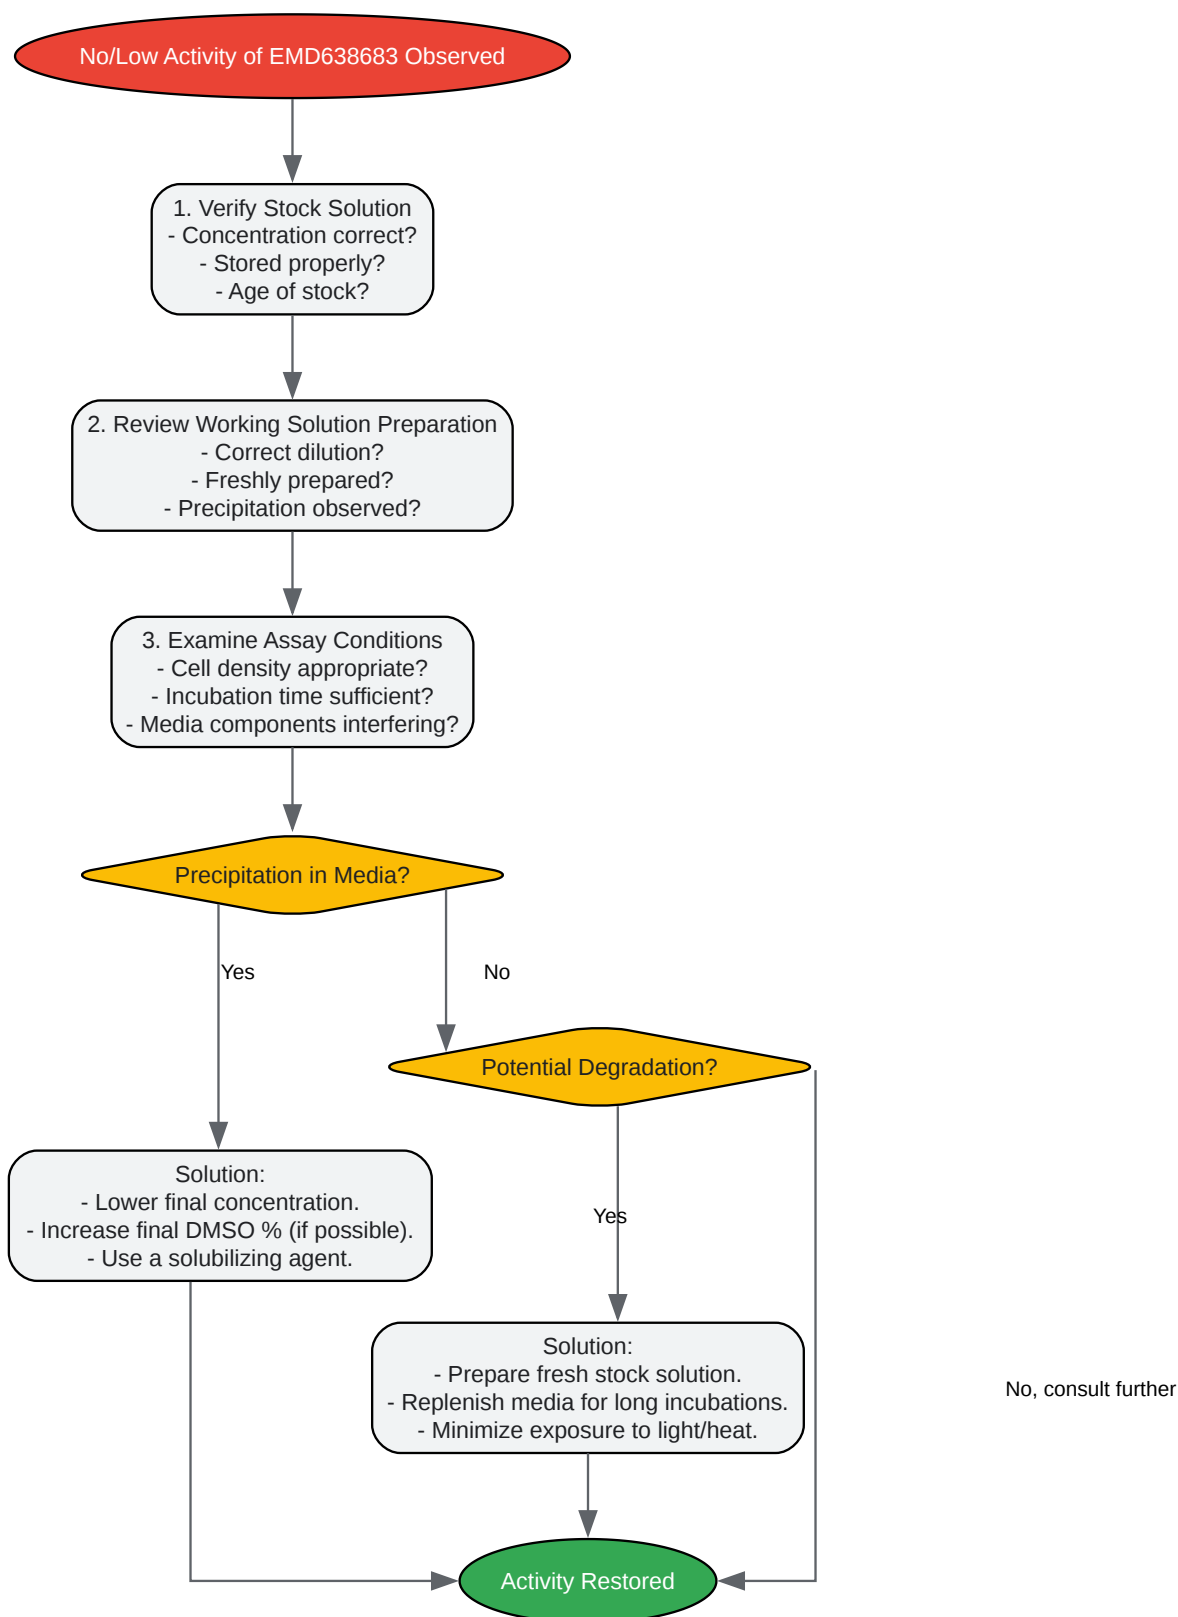 No/Low Activity of EMD638683 Observed
1. Verify Stock Solution
- Concentration correct?
- Stored properly?
- Age of stock?
2. Review Working Solution Preparation
- Correct dilution?
- Freshly prepared?
- Precipitation observed?
3. Examine Assay Conditions
- Cell density appropriate?
- Incubation time sufficient?
- Media components interfering?
Precipitation in Media?
Yes
No
Potential Degradation?
Solution:
- Lower final concentration.
- Increase final DMSO % (if possible).
- Use a solubilizing agent.
Yes
Solution:
- Prepare fresh stock solution.
- Replenish media for long incubations.
- Minimize exposure to light/heat.
No, consult further
Activity Restored